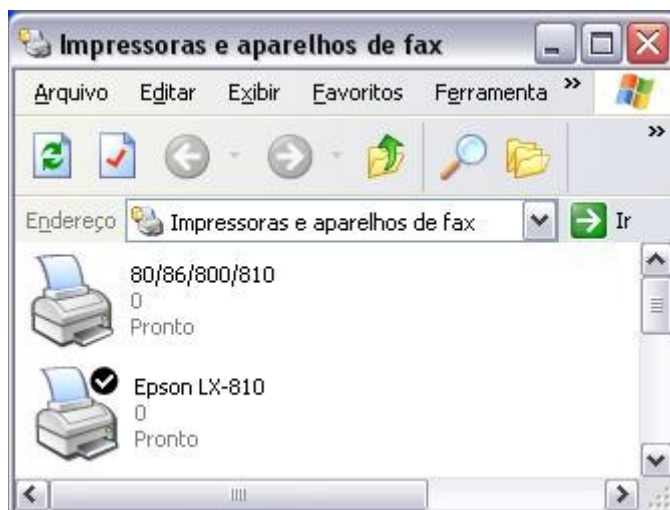 Impressoras e aparelhos de fax
Arquivo Editar Exibir Favoritos Ferramenta »
»
Endereço Impressoras e aparelhos de fax Ir
80/86/800/810
0
Pronto
Epson LX-810
0
Pronto